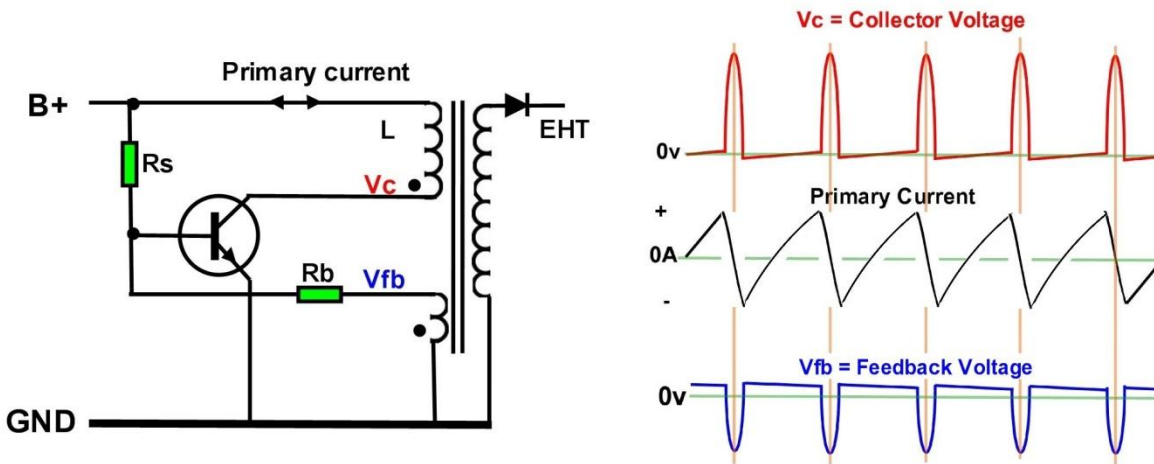 Primary current
B+
L
EHT
Rs
Vc
Rb
Vfb
GND
Vc = Collector Voltage
0v
Primary Current
+
0A
-
Vfb = Feedback Voltage
0v